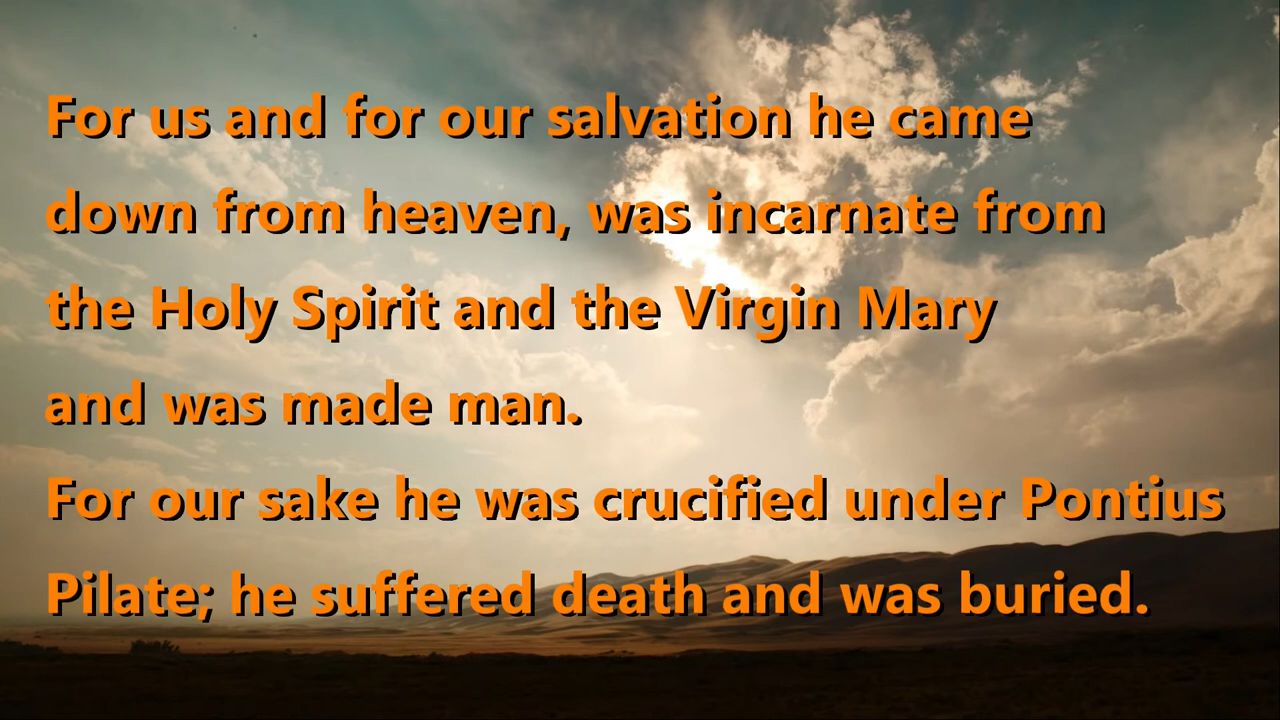 For us and for our salvation he came
down from heaven, was incarnate from
the Holy Spirit and the Virgin Mary
and was made man.
For our sake he was crucified under Pontius
Pilate; he suffered death and was buried.